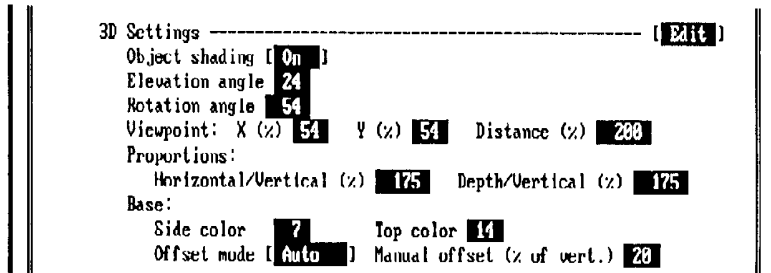 3D Settings ------------------------------------------- [ Edit ]
Object shading [ On ]
Elevation angle 24
Rotation angle 54
Viewpoint: X (%) 54 Y (%) 54 Distance (%) 200
Proportions:
Horizontal/Vertical (%) 175 Depth/Vertical (%) 175
Base:
Side color 7 Top color 14
Offset mode [ Auto ] Manual offset (% of vert.) 20